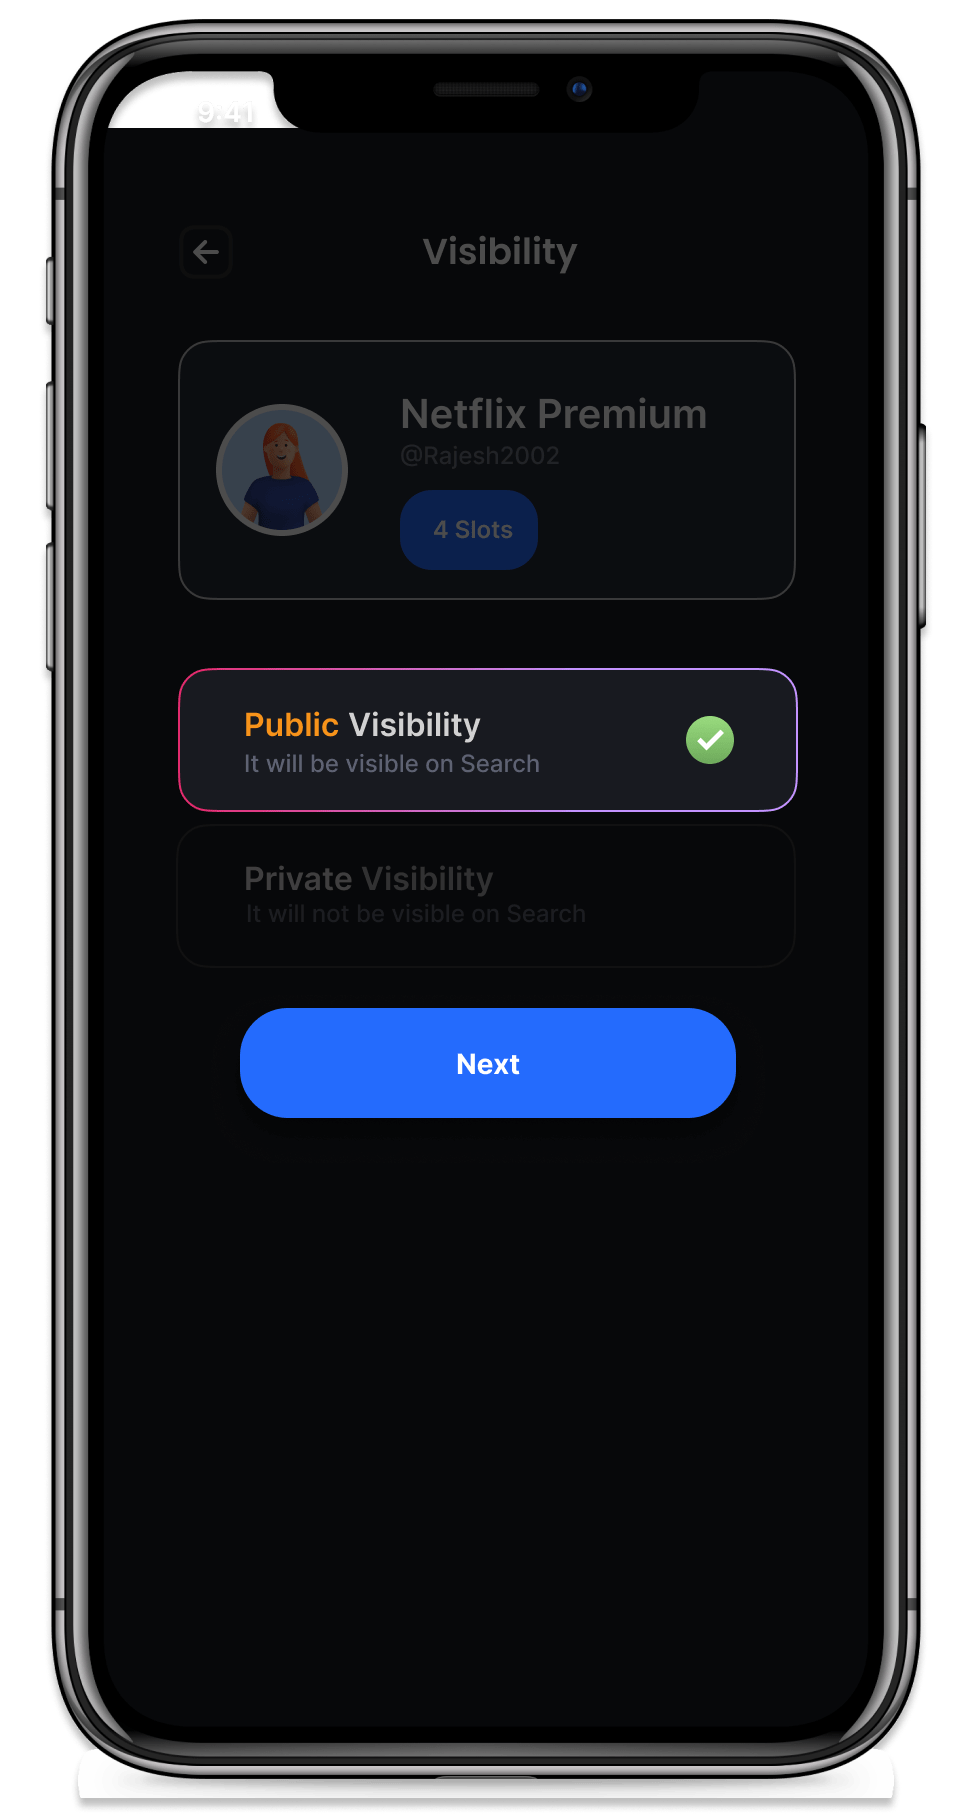 9:41
Visibility
Netflix Premium
@Rajesh2002
4 Slots
Public Visibility
It will be visible on Search
Private Visibility
It will not be visible on Search
Next